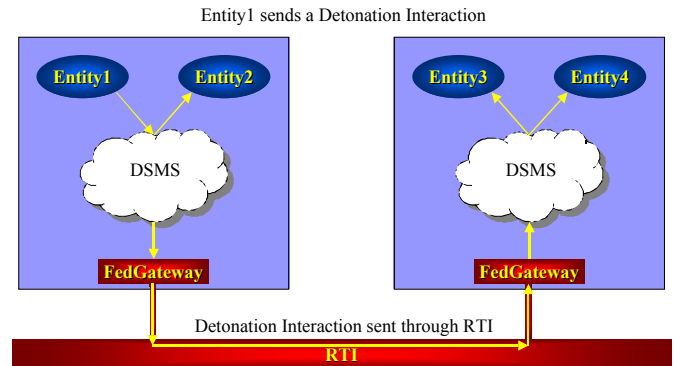 Entity1 sends a Detonation Interaction
Entity1
Entity2
DSMS
FedGateway
Entity3
Entity4
DSMS
FedGateway
Detonation Interaction sent through RTI
RTI